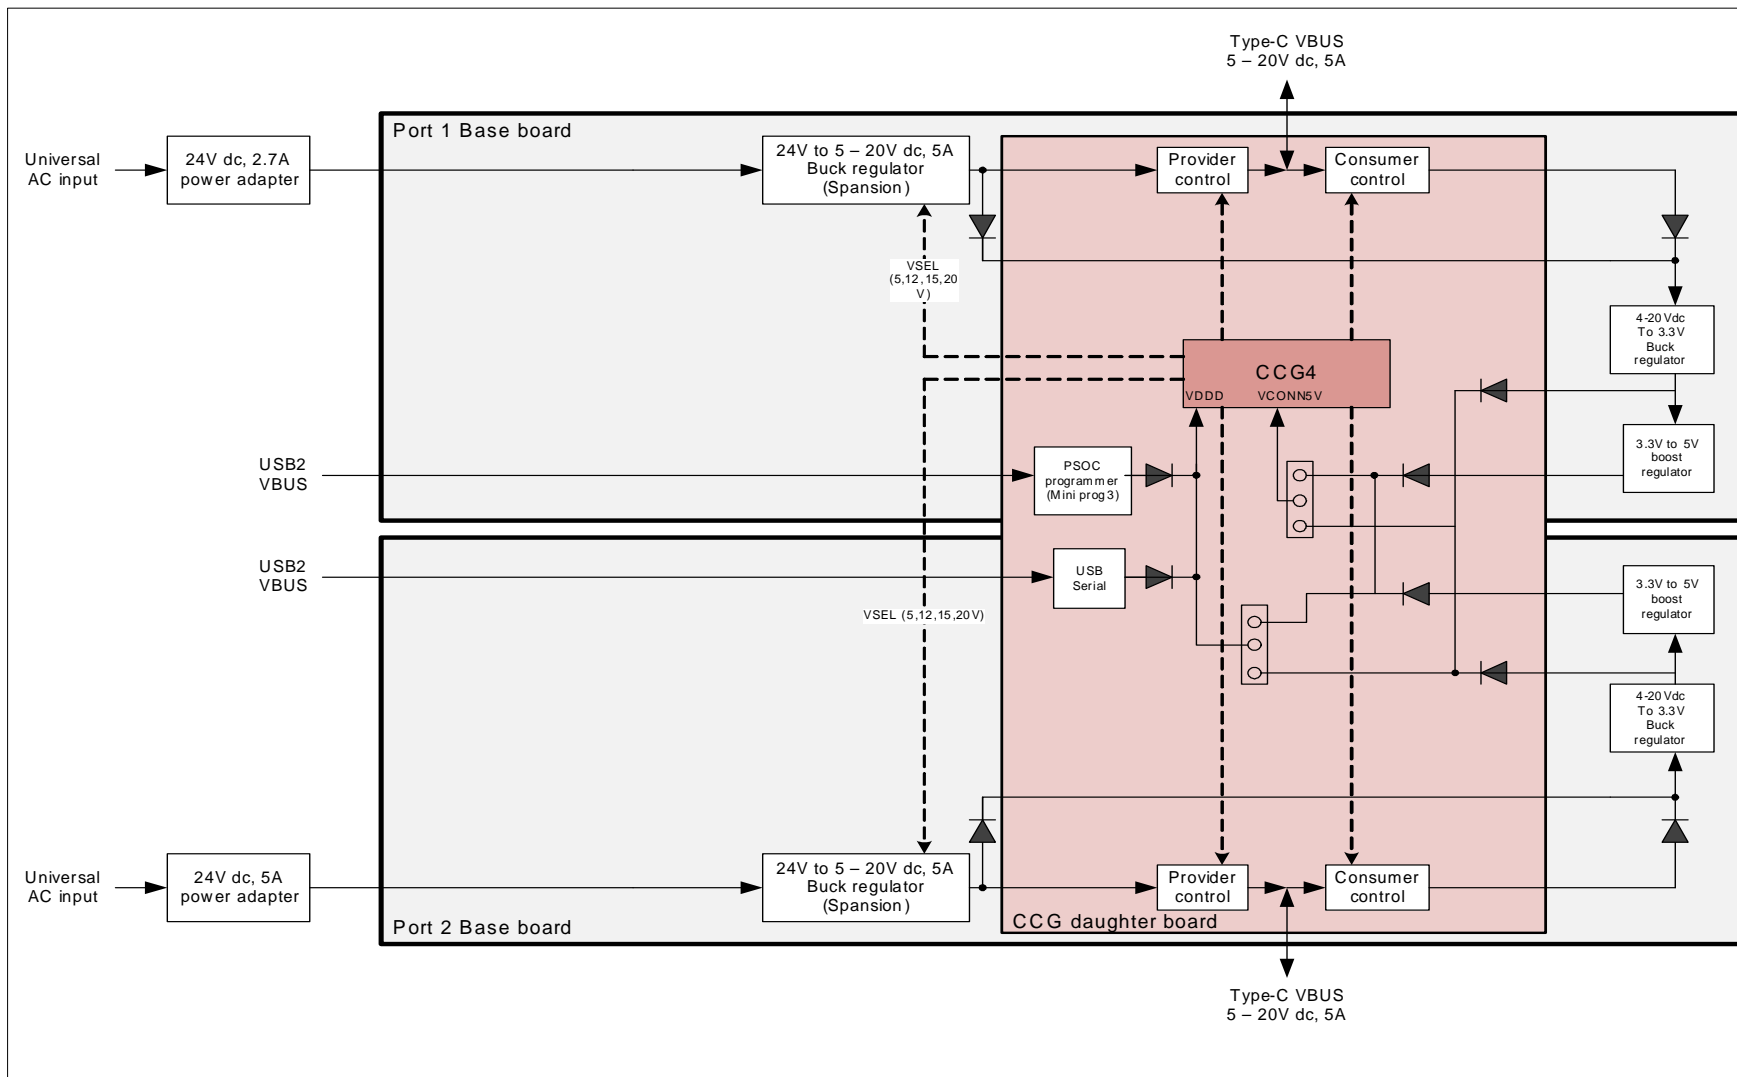 Type-C VBUS
5 – 20V dc, 5A
Port 1 Base board
Universal
AC input
24V dc, 2.7A
power adapter
24V to 5 – 20V dc, 5A
Buck regulator
(Spansion)
Provider
control
Consumer
control
VSEL
(5,12,15,20
V)
4-20Vdc
To 3.3V
Buck
regulator
CCG4
VDDD
VCONN5V
3.3V to 5V
boost
regulator
USB2
VBUS
PSOC
programmer
(Mini prog3)
USB2
VBUS
USB
Serial
3.3V to 5V
boost
regulator
VSEL (5,12,15,20V)
4-20Vdc
To 3.3V
Buck
regulator
Universal
AC input
24V dc, 5A
power adapter
24V to 5 – 20V dc, 5A
Buck regulator
(Spansion)
Provider
control
Consumer
control
Port 2 Base board
CCG daughter board
Type-C VBUS
5 – 20V dc, 5A